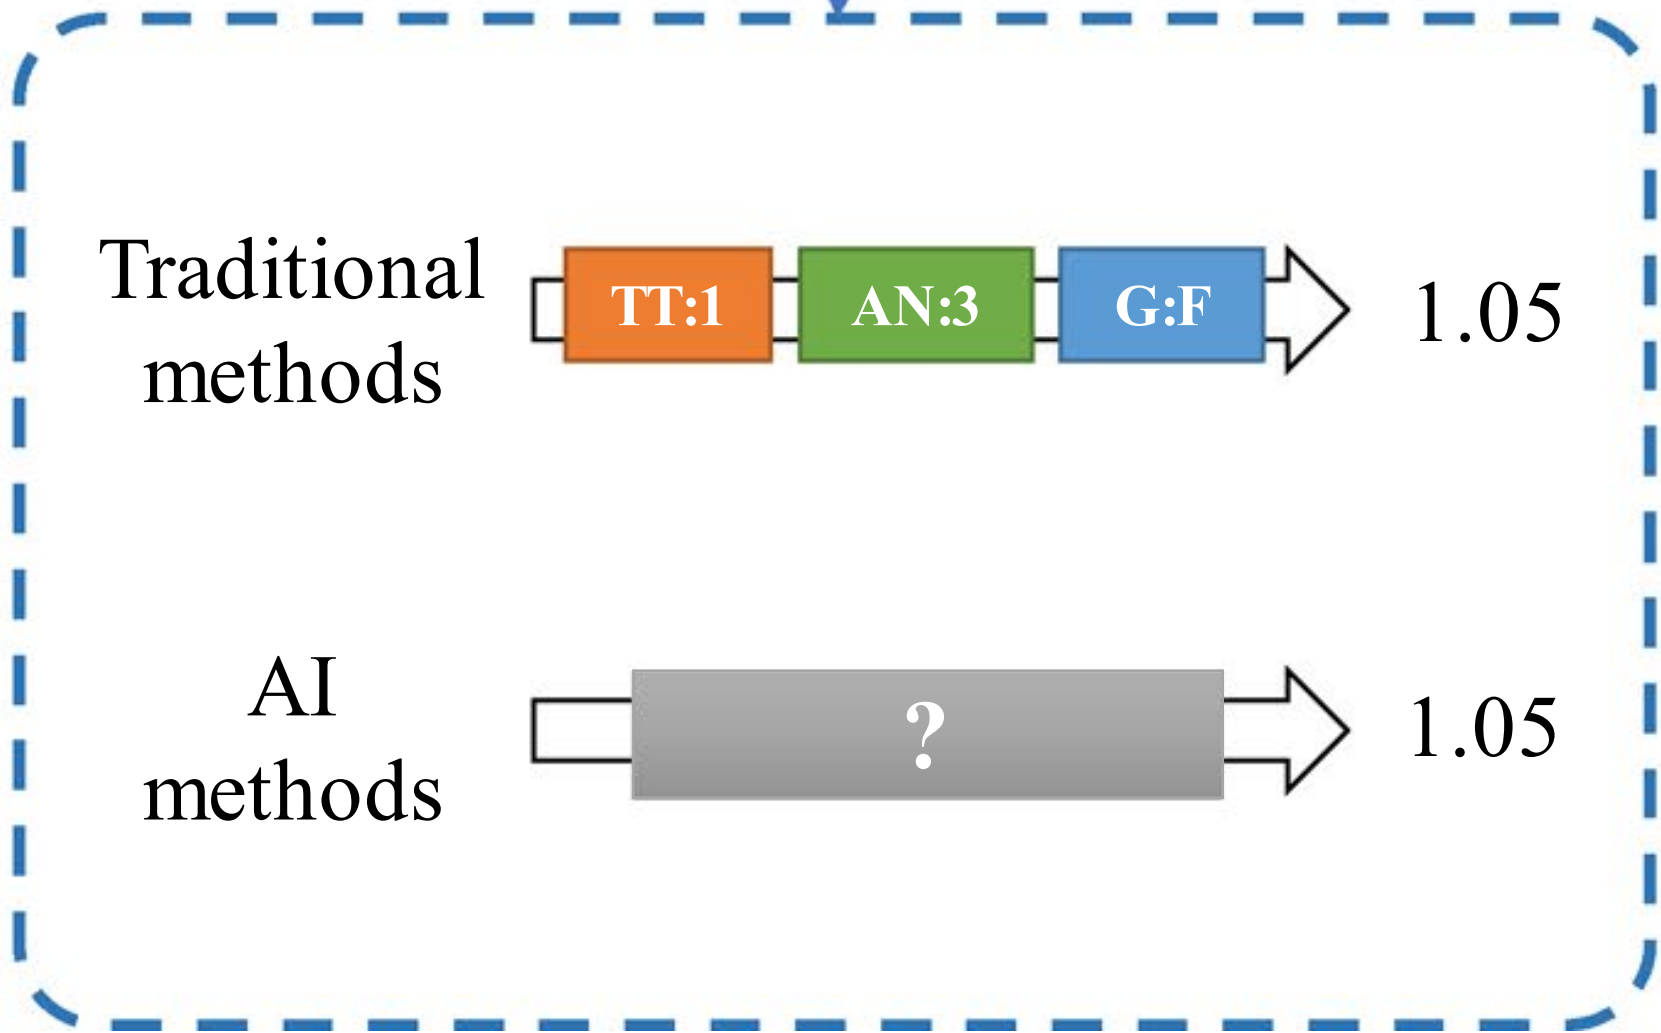 Traditional
methods
TT:1 AN:3 G:F 1.05
AI
methods
? 1.05